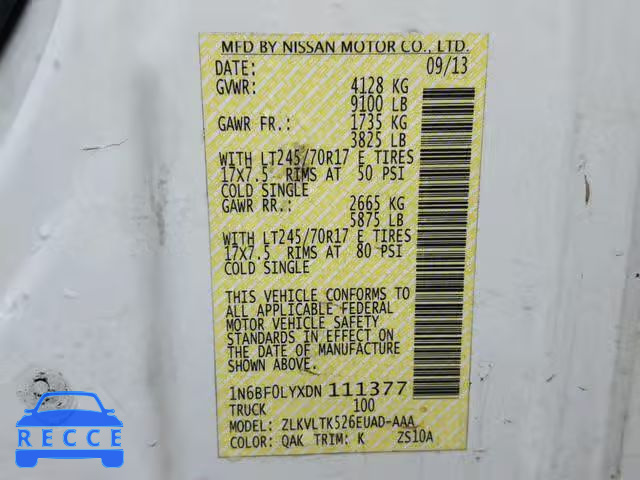 MFD BY NISSAN MOTOR CO., LTD.
DATE: 09/13
GVWR: 4128 KG
9100 LB
GAWR FR.: 1735 KG
3825 LB
WITH LT245/70R17 E TIRES
17X7.5 RIMS AT 50 PSI
COLD SINGLE
GAWR RR.: 2665 KG
5875 LB
WITH LT245/70R17 E TIRES
17X7.5 RIMS AT 80 PSI
COLD SINGLE
THIS VEHICLE CONFORMS TO
ALL APPLICABLE FEDERAL
MOTOR VEHICLE SAFETY
STANDARDS IN EFFECT ON
THE DATE OF MANUFACTURE
SHOWN ABOVE.
1N6BF0LYXDN 111377
TRUCK 100
MODEL: ZLKVLTK526EUAD-AAA
COLOR: QAK TRIM: K ZS10A
RECCE